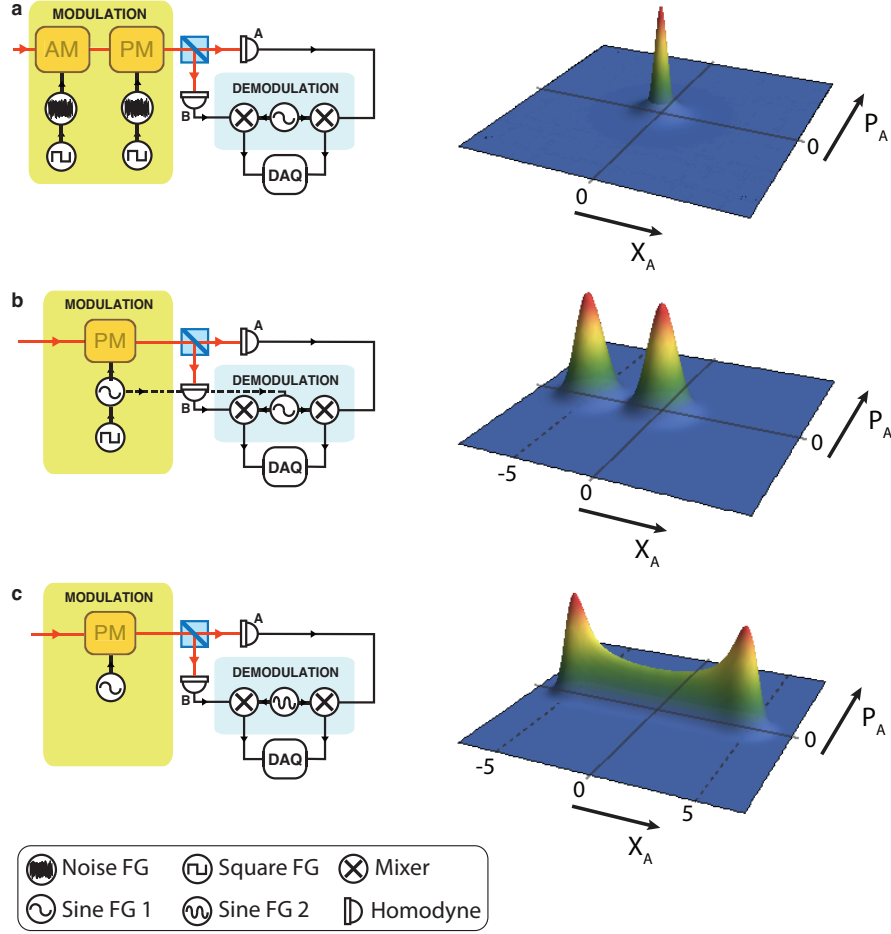 a
MODULATION
AM
PM
A
B
DEMODULATION
DAQ
P_A
0
0
X_A
b
MODULATION
PM
A
B
DEMODULATION
DAQ
P_A
0
-5
0
X_A
c
MODULATION
PM
A
B
DEMODULATION
DAQ
P_A
0
-5
0
5
X_A
Noise FG
Square FG
Mixer
Sine FG 1
Sine FG 2
Homodyne